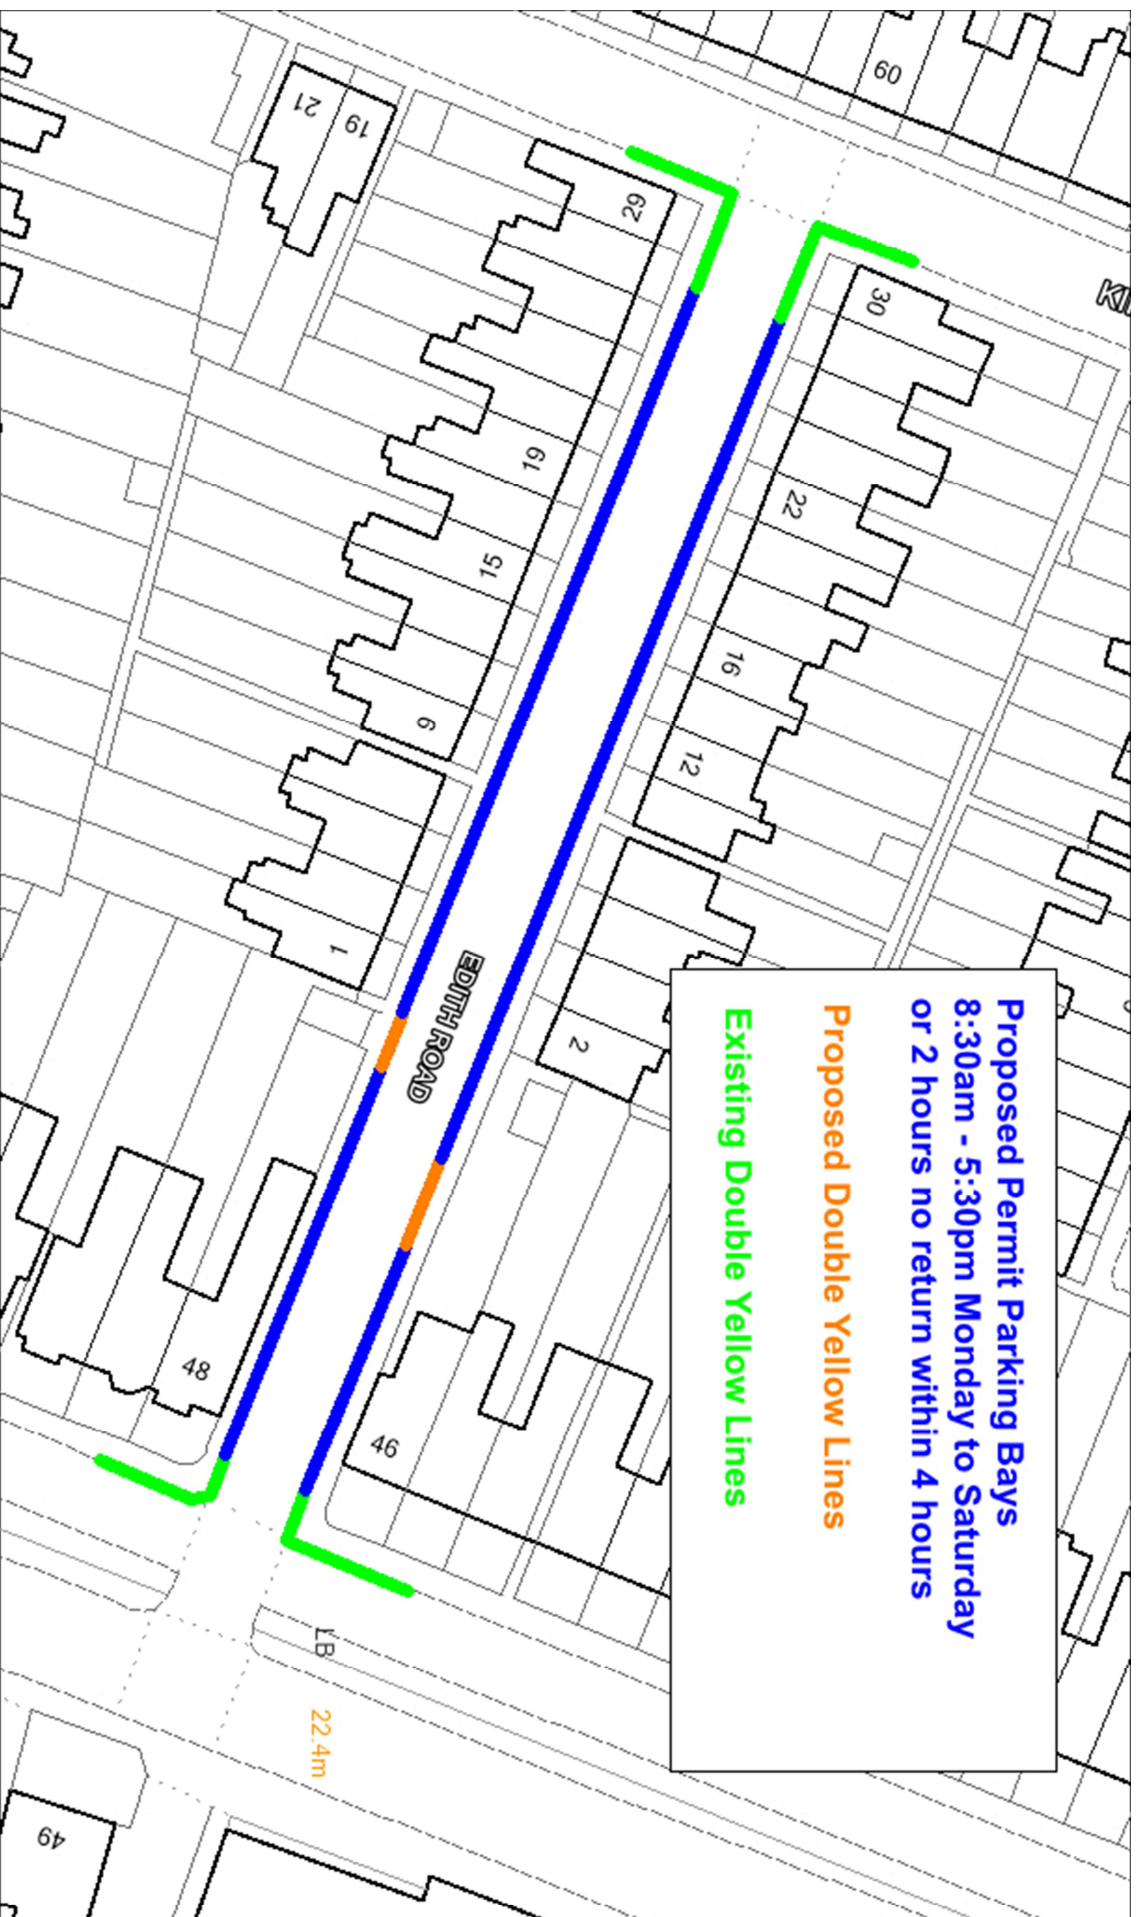 Proposed Permit Parking Bays
8:30am - 5:30pm Monday to Saturday
or 2 hours no return within 4 hours
Proposed Double Yellow Lines
Existing Double Yellow Lines
EDITH ROAD
KIN
60
21
19
29
19
15
9
1
48
30
22
16
12
2
46
LB
22.4m
49